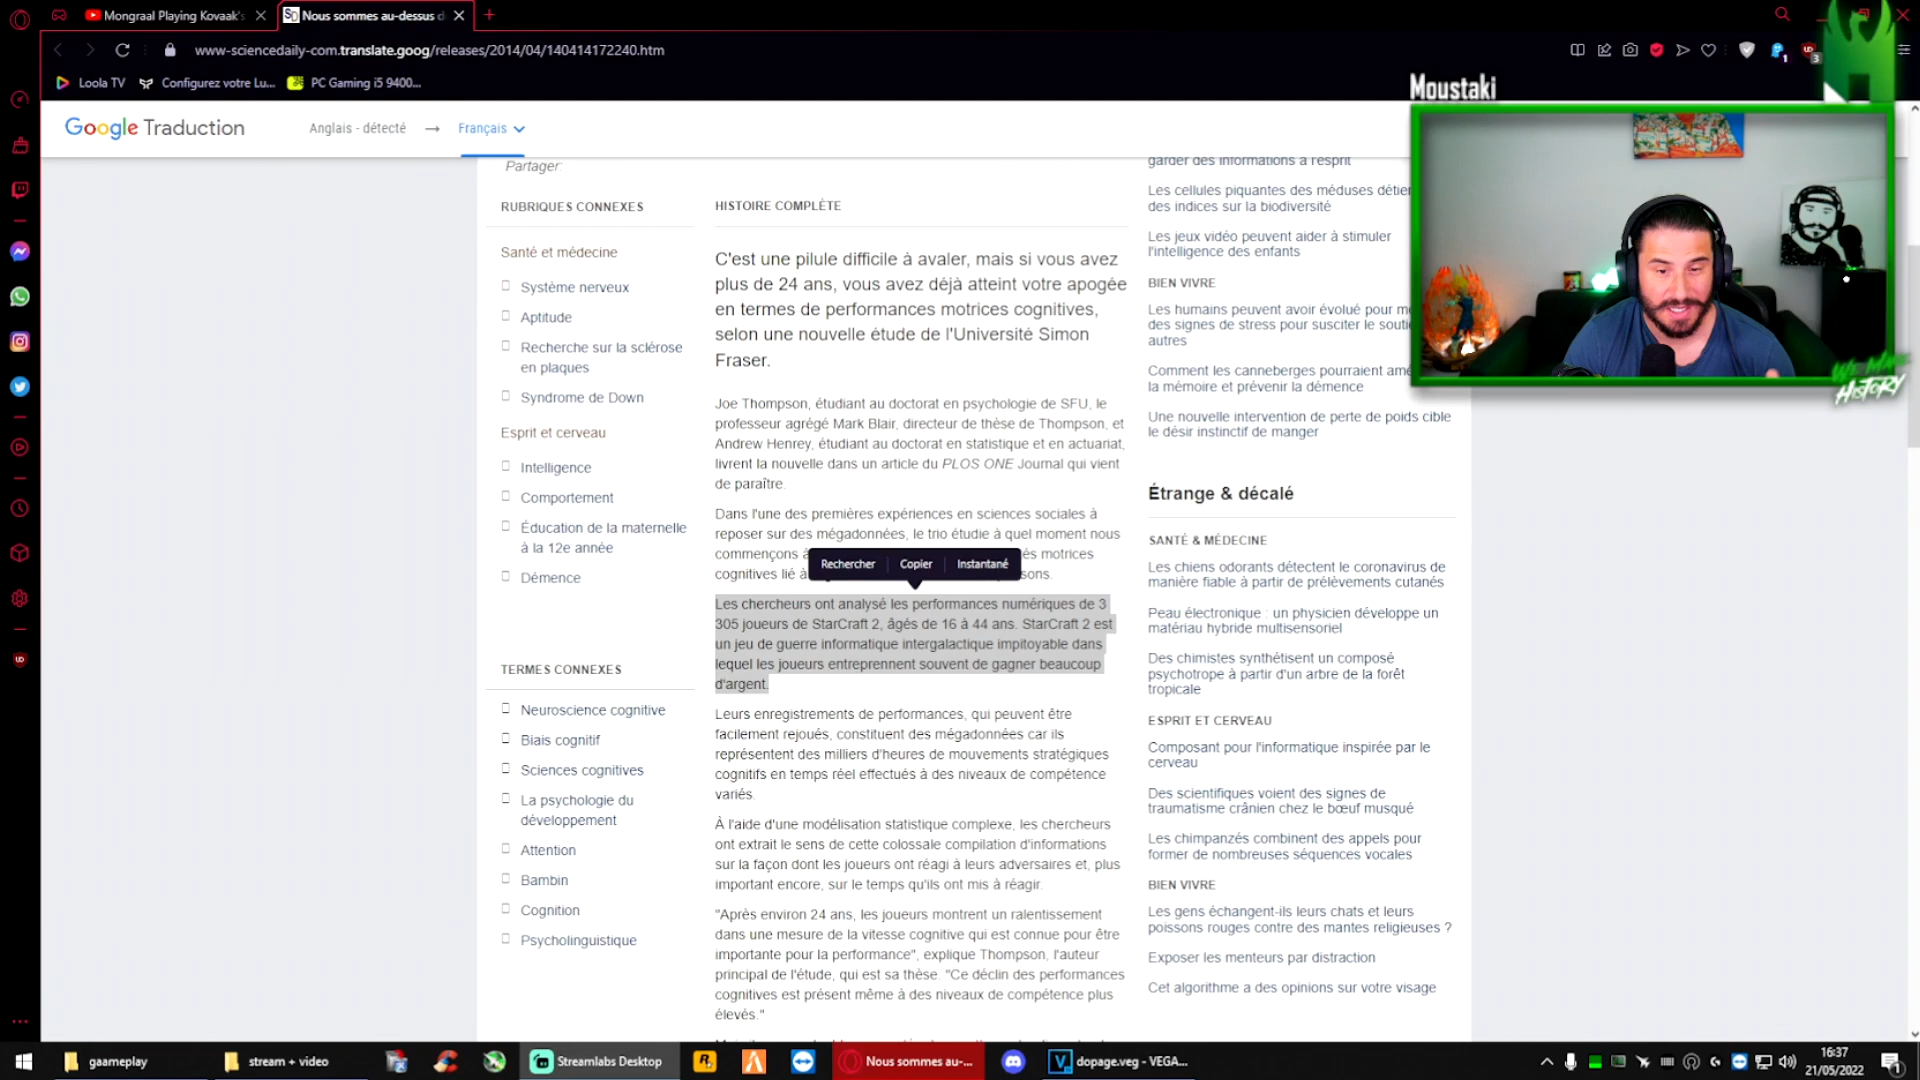 Mongraal Playing Kovaak's
Nous sommes au-dessus d
www-sciencedaily-com.translate.goog/releases/2014/04/140414172240.htm
Loola TV
Configurez votre Lu...
PC Gaming i5 9400...
Moustaki
Google Traduction
Anglais - détecté
Français
Partager:
RUBRIQUES CONNEXES
Santé et médecine
Système nerveux
Aptitude
Recherche sur la sclérose
en plaques
Syndrome de Down
Esprit et cerveau
Intelligence
Comportement
Éducation de la maternelle
à la 12e année
Démence
TERMES CONNEXES
Neuroscience cognitive
Biais cognitif
Sciences cognitives
La psychologie du
développement
Attention
Bambin
Cognition
Psycholinguistique
HISTOIRE COMPLÈTE
C'est une pilule difficile à avaler, mais si vous avez
plus de 24 ans, vous avez déjà atteint votre apogée
en termes de performances motrices cognitives,
selon une nouvelle étude de l'Université Simon
Fraser.
Joe Thompson, étudiant au doctorat en psychologie de SFU, le
professeur agrégé Mark Blair, directeur de thèse de Thompson, et
Andrew Henrey, étudiant au doctorat en statistique et en actuariat,
livrent la nouvelle dans un article du PLOS ONE Journal qui vient
de paraître.
Dans l'une des premières expériences en sciences sociales à
reposer sur des mégadonnées, le trio étudie à quel moment nous
commençons à és motrices
cognitives lié à sons.
Rechercher
Copier
Instantané
Les chercheurs ont analysé les performances numériques de 3
305 joueurs de StarCraft 2, âgés de 16 à 44 ans. StarCraft 2 est
un jeu de guerre informatique intergalactique impitoyable dans
lequel les joueurs entreprennent souvent de gagner beaucoup
d'argent.
Leurs enregistrements de performances, qui peuvent être
facilement rejoués, constituent des mégadonnées car ils
représentent des milliers d'heures de mouvements stratégiques
cognitifs en temps réel effectués à des niveaux de compétence
variés.
À l'aide d'une modélisation statistique complexe, les chercheurs
ont extrait le sens de cette colossale compilation d'informations
sur la façon dont les joueurs ont réagi à leurs adversaires et, plus
important encore, sur le temps qu'ils ont mis à réagir.
"Après environ 24 ans, les joueurs montrent un ralentissement
dans une mesure de la vitesse cognitive qui est connue pour être
importante pour la performance", explique Thompson, l'auteur
principal de l'étude, qui est sa thèse. "Ce déclin des performances
cognitives est présent même à des niveaux de compétence plus
élevés."
garder des informations à l'esprit
Les cellules piquantes des méduses détien
des indices sur la biodiversité
Les jeux vidéo peuvent aider à stimuler
l'intelligence des enfants
BIEN VIVRE
Les humains peuvent avoir évolué pour m
des signes de stress pour susciter le souti
autres
Comment les canneberges pourraient amé
la mémoire et prévenir la démence
Une nouvelle intervention de perte de poids cible
le désir instinctif de manger
Étrange & décalé
SANTÉ & MÉDECINE
Les chiens odorants détectent le coronavirus de
manière fiable à partir de prélèvements cutanés
Peau électronique : un physicien développe un
matériau hybride multisensoriel
Des chimistes synthétisent un composé
psychotrope à partir d'un arbre de la forêt
tropicale
ESPRIT ET CERVEAU
Composant pour l'informatique inspirée par le
cerveau
Des scientifiques voient des signes de
traumatisme crânien chez le bœuf musqué
Les chimpanzés combinent des appels pour
former de nombreuses séquences vocales
BIEN VIVRE
Les gens échangent-ils leurs chats et leurs
poissons rouges contre des mantes religieuses ?
Exposer les menteurs par distraction
Cet algorithme a des opinions sur votre visage
WE MAKE
HISTORY
gaameplay
stream + video
Streamlabs Desktop
Nous sommes au-...
dopage.veg - VEGA...
16:37
21/05/2022